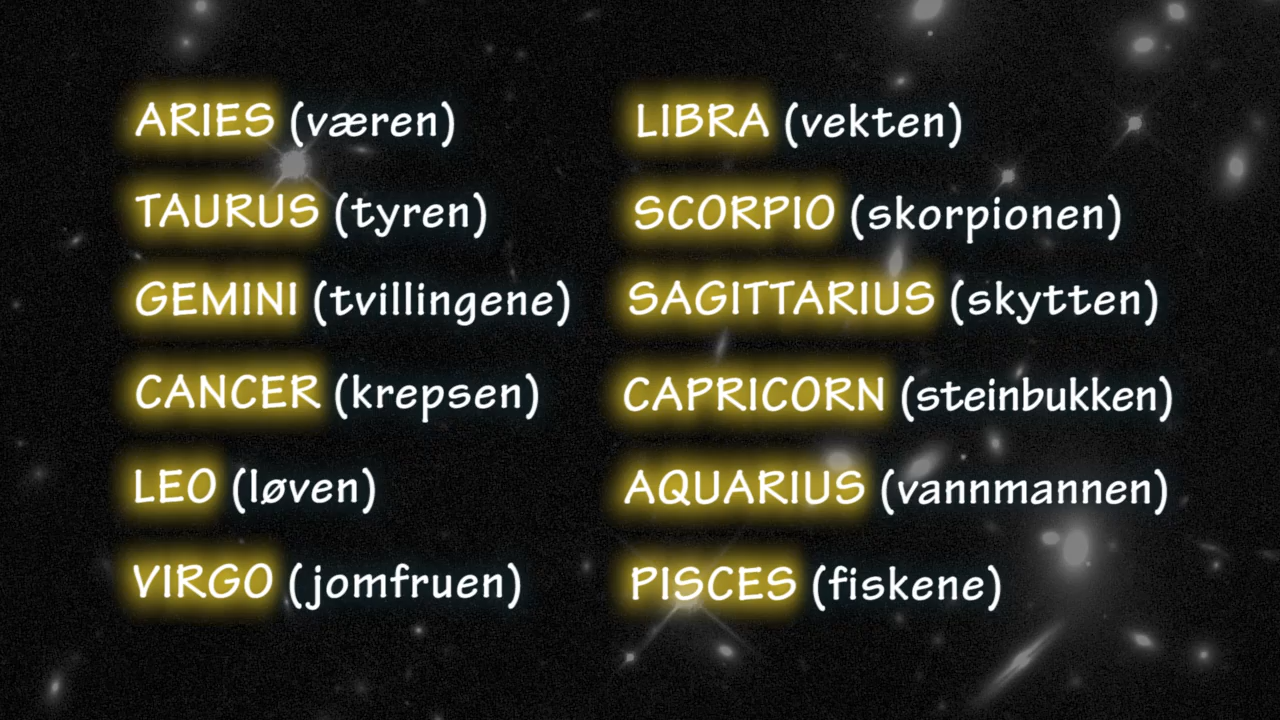 ARIES (væren)
TAURUS (tyren)
GEMINI (tvillingene)
CANCER (krepsen)
LEO (løven)
VIRGO (jomfruen)
LIBRA (vekten)
SCORPIO (skorpionen)
SAGITTARIUS (skytten)
CAPRICORN (steinbukken)
AQUARIUS (vannmannen)
PISCES (fiskene)